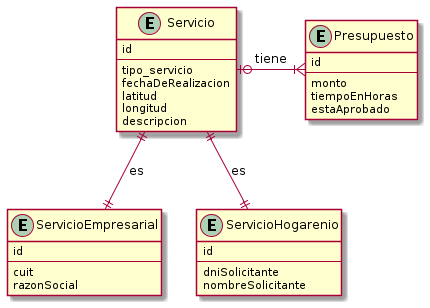 E Servicio
id
tipo_servicio
fechaDeRealizacion
latitud
longitud
descripcion
tiene
E Presupuesto
id
monto
tiempoEnHoras
estaAprobado
es
es
E ServicioEmpresarial
id
cuit
razonSocial
E ServicioHogarenio
id
dniSolicitante
nombreSolicitante